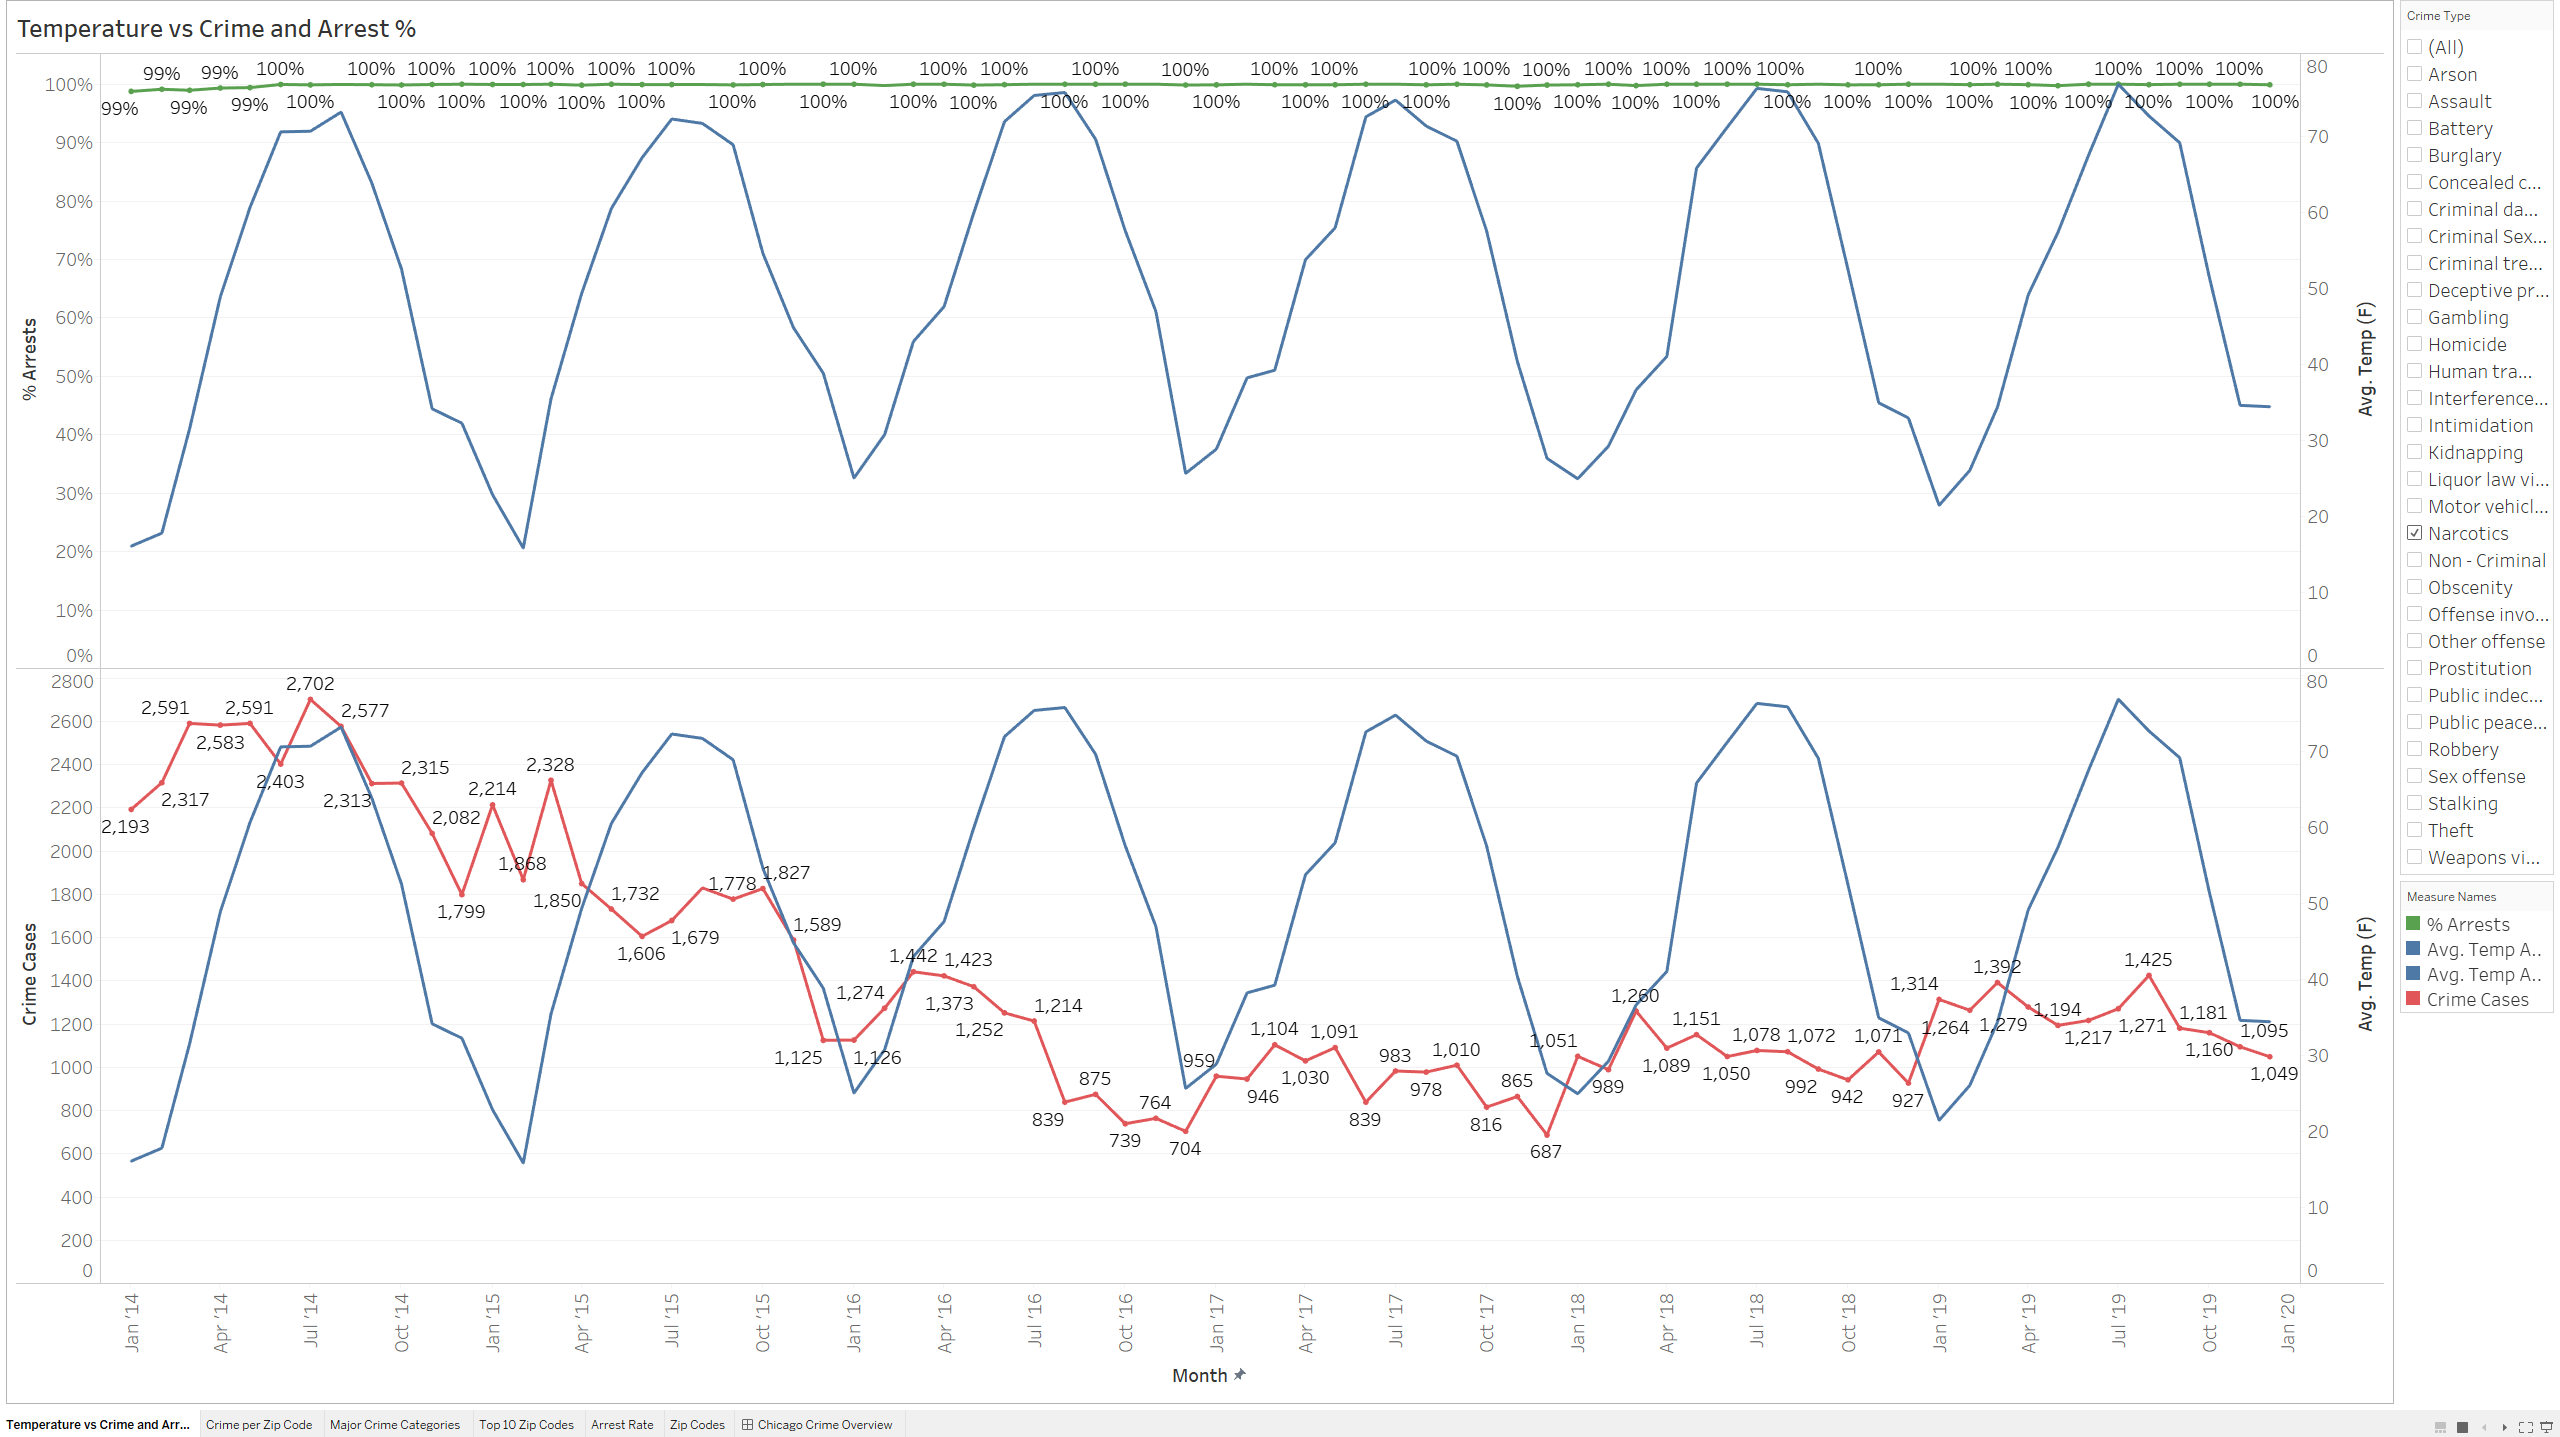 Temperature vs Crime and Arrest %
99% 99% 100% 100% 100% 100% 100% 100% 100% 100% 100% 100% 100% 100% 100% 100% 100% 100% 100% 100% 100% 100% 100% 100% 100% 100% 100% 100% 100% 100% 100%
99% 99% 99% 100% 100% 100% 100% 100% 100% 100% 100% 100% 100% 100% 100% 100% 100% 100% 100% 100% 100% 100% 100% 100% 100% 100% 100% 100% 100% 100% 100% 100%
100%
90%
80%
70%
60%
50%
40%
30%
20%
10%
0%
% Arrests
80
70
60
50
40
30
20
10
0
Avg. Temp (F)
2800
2600
2400
2200
2000
1800
1600
1400
1200
1000
800
600
400
200
0
Crime Cases
2,193
2,317
2,591
2,583
2,591
2,403
2,702
2,577
2,313
2,315
2,082
1,799
2,214
1,868
2,328
1,850
1,732
1,606
1,679
1,778
1,827
1,589
1,125
1,126
1,274
1,442
1,423
1,373
1,252
1,214
839
875
739
764
704
959
946
1,104
1,030
1,091
839
983
978
1,010
816
865
687
1,051
989
1,260
1,089
1,151
1,050
1,078
1,072
992
942
1,071
927
1,314
1,264
1,392
1,279
1,194
1,217
1,271
1,425
1,181
1,160
1,095
1,049
80
70
60
50
40
30
20
10
0
Avg. Temp (F)
Jan '14
Apr '14
Jul '14
Oct '14
Jan '15
Apr '15
Jul '15
Oct '15
Jan '16
Apr '16
Jul '16
Oct '16
Jan '17
Apr '17
Jul '17
Oct '17
Jan '18
Apr '18
Jul '18
Oct '18
Jan '19
Apr '19
Jul '19
Oct '19
Jan '20
Month
Crime Type
(All)
Arson
Assault
Battery
Burglary
Concealed c...
Criminal da...
Criminal Sex...
Criminal tre...
Deceptive pr...
Gambling
Homicide
Human tra...
Interference...
Intimidation
Kidnapping
Liquor law vi...
Motor vehicl...
Narcotics
Non - Criminal
Obscenity
Offense invo...
Other offense
Prostitution
Public indec...
Public peace...
Robbery
Sex offense
Stalking
Theft
Weapons vi...
Measure Names
% Arrests
Avg. Temp A..
Avg. Temp A..
Crime Cases
Temperature vs Crime and Arr... Crime per Zip Code Major Crime Categories Top 10 Zip Codes Arrest Rate Zip Codes Chicago Crime Overview